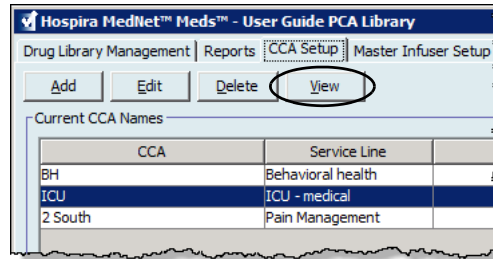 Hospira MedNet™ Meds™ - User Guide PCA Library
Drug Library Management Reports CCA Setup Master Infuser Setup
Add Edit Delete View
Current CCA Names
CCA Service Line
BH Behavioral health
ICU ICU - medical
2 South Pain Management